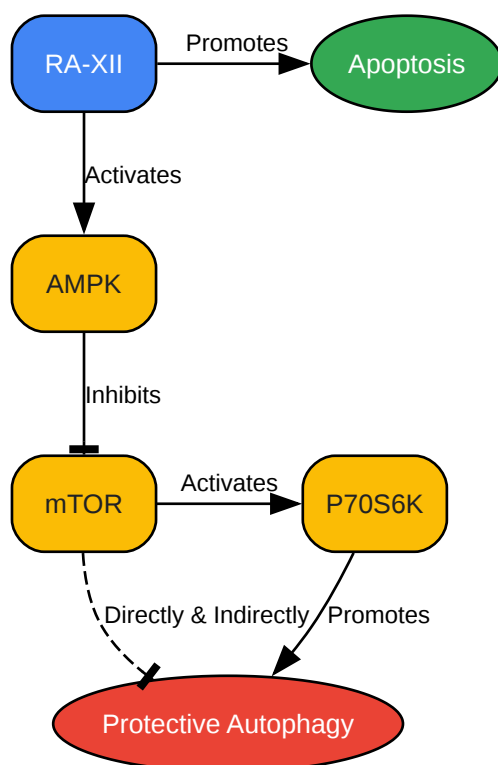 Promotes
RA-XII
Apoptosis
Activates
AMPK
Inhibits
Activates
mTOR
P70S6K
Directly & Indirectly
Promotes
Protective Autophagy